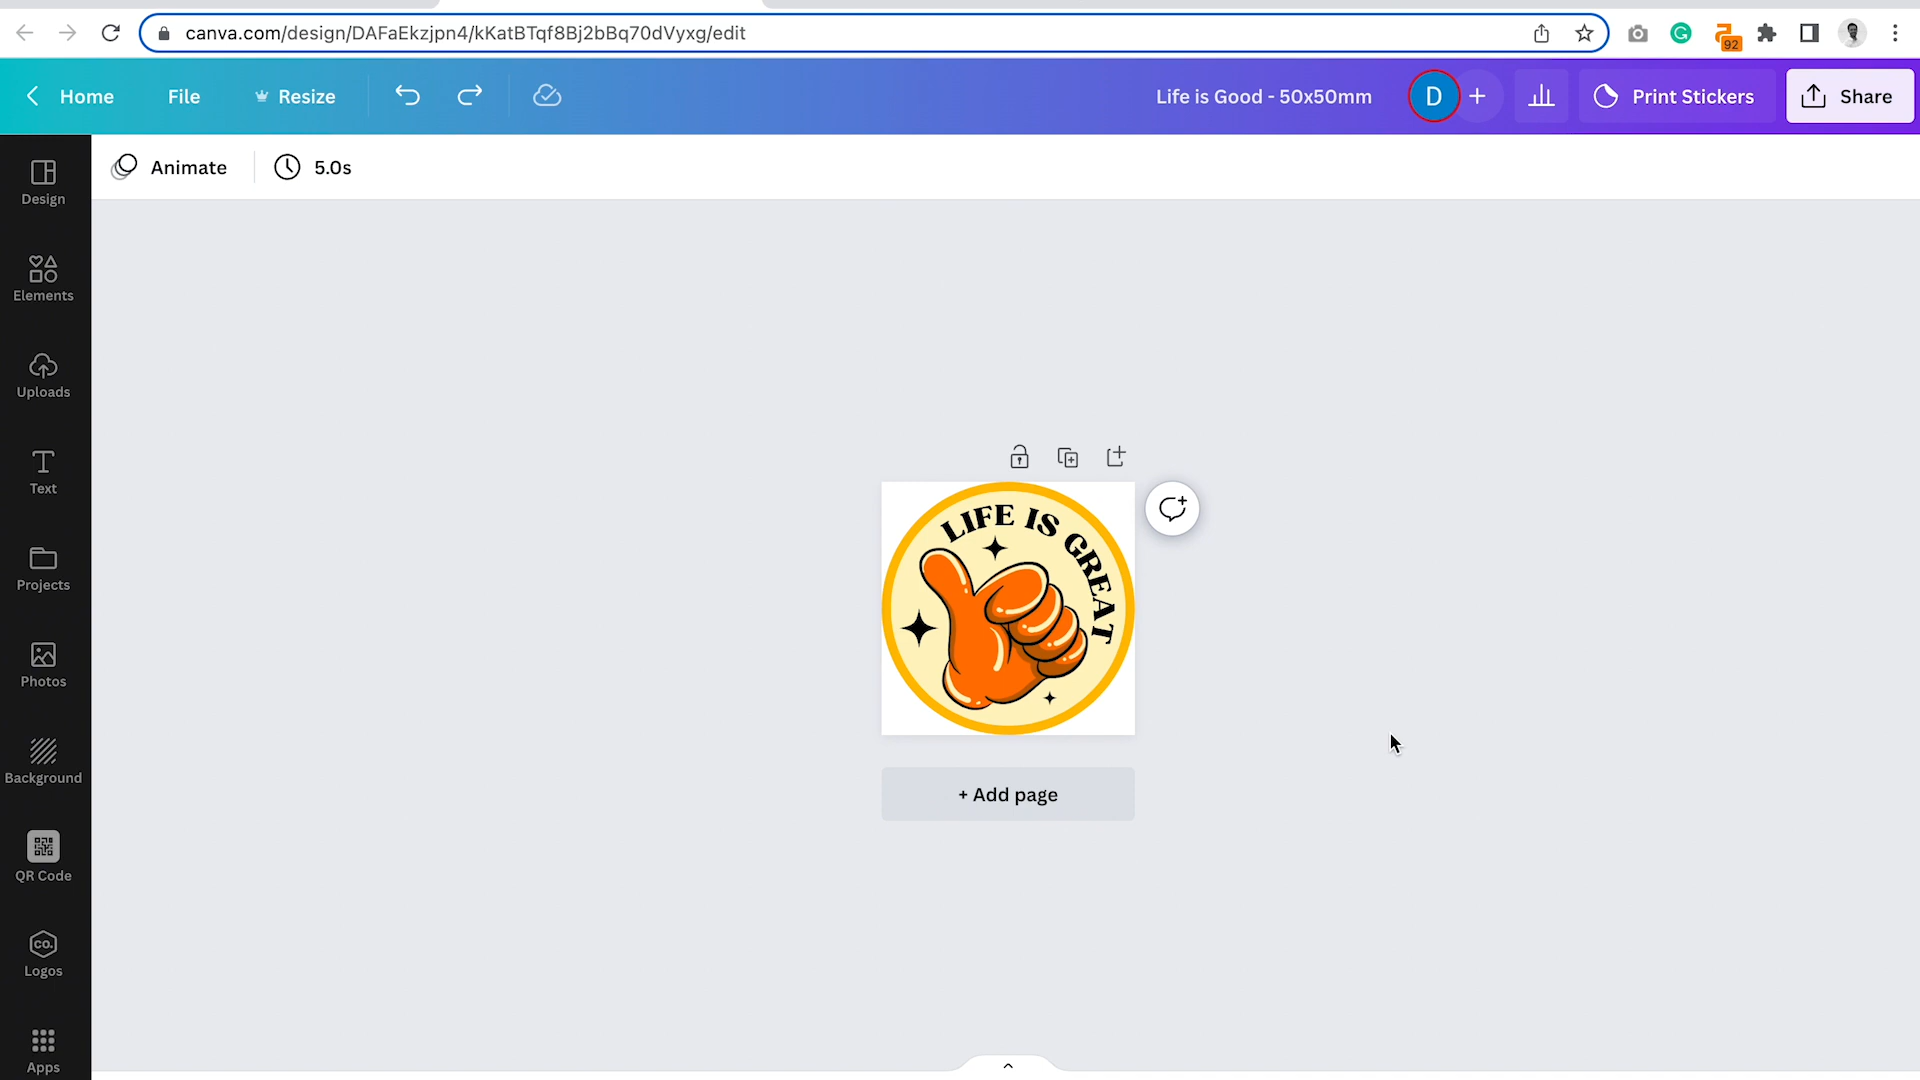 canva.com/design/DAFaEkzjpn4/kKatBTqf8Bj2bBq70dVyxg/edit
92
Home File Resize Life is Good - 50x50mm D + Print Stickers Share
Animate 5.0s
Design
Elements
Uploads
Text
Projects
Photos
Background
QR Code
CO.
Logos
Apps
LIFE IS GREAT
+ Add page